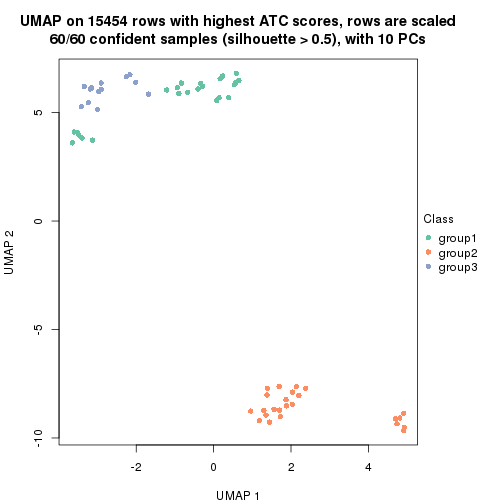 UMAP on 15454 rows with highest ATC scores, rows are scaled
60/60 confident samples (silhouette > 0.5), with 10 PCs
5
0
-5
-10
-2
0
2
4
UMAP 2
UMAP 1
Class
group1
group2
group3